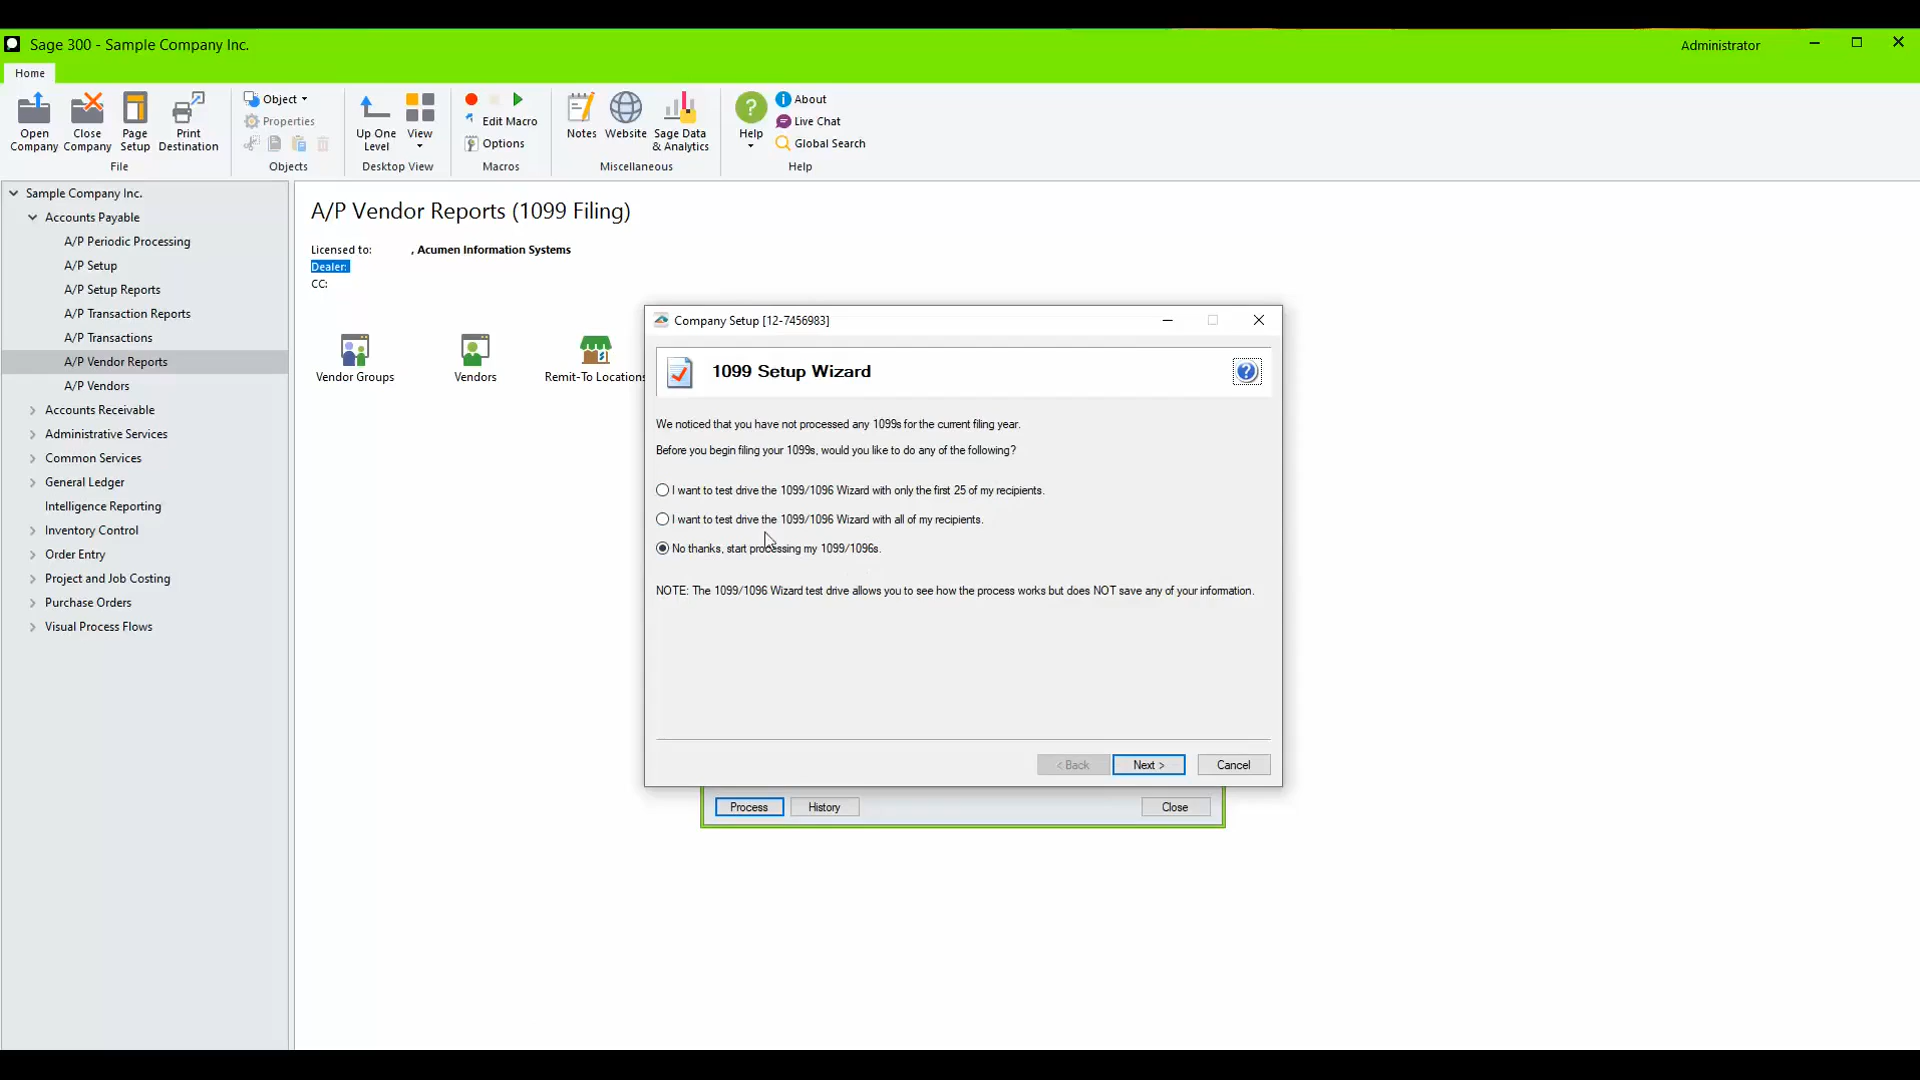 Sage 300 - Sample Company Inc.
Administrator
Home
Open Company
Close Company
Page Setup
Print Destination
File
Object
Properties
Objects
Up One Level
View
Desktop View
Edit Macro
Options
Macros
Notes
Website
Sage Data & Analytics
Miscellaneous
Help
About
Live Chat
Global Search
Help
Sample Company Inc.
Accounts Payable
A/P Periodic Processing
A/P Setup
A/P Setup Reports
A/P Transaction Reports
A/P Transactions
A/P Vendor Reports
A/P Vendors
Accounts Receivable
Administrative Services
Common Services
General Ledger
Intelligence Reporting
Inventory Control
Order Entry
Project and Job Costing
Purchase Orders
Visual Process Flows
A/P Vendor Reports (1099 Filing)
Licensed to: , Acumen Information Systems
Dealer:
CC:
Vendor Groups
Vendors
Remit-To Locations
Company Setup [12-7456983]
1099 Setup Wizard
?
We noticed that you have not processed any 1099s for the current filing year.
Before you begin filing your 1099s, would you like to do any of the following?
I want to test drive the 1099/1096 Wizard with only the first 25 of my recipients.
I want to test drive the 1099/1096 Wizard with all of my recipients.
No thanks, start processing my 1099/1096s.
NOTE: The 1099/1096 Wizard test drive allows you to see how the process works but does NOT save any of your information.
< Back
Next >
Cancel
Process
History
Close